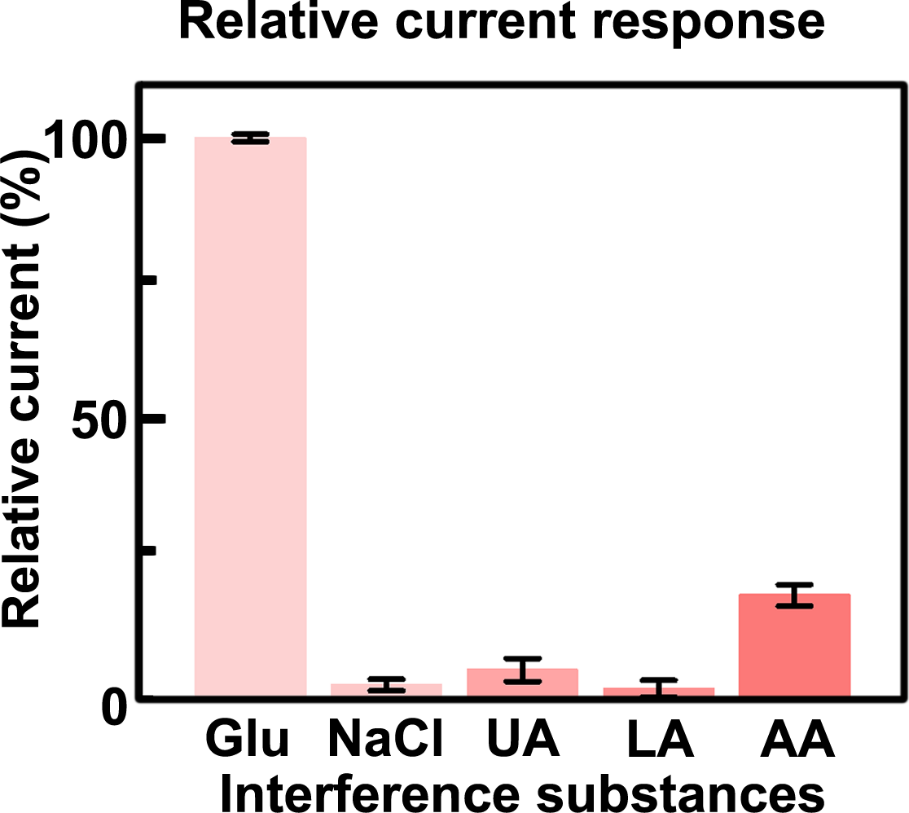 Relative current response
Relative current (%)
100
50
0
Glu NaCl UA LA AA
Interference substances